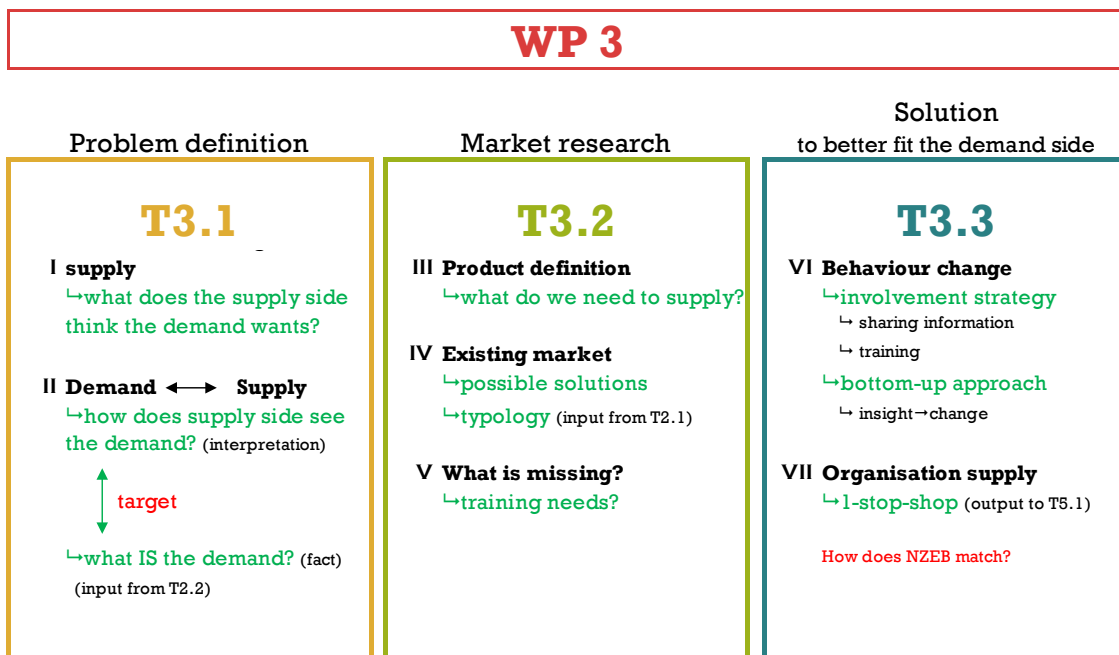 WP 3
Problem definition
T3.1
I supply
↳what does the supply side
think the demand wants?
II Demand ⟷ Supply
↳how does supply side see
the demand? (interpretation)
target
↳what IS the demand? (fact)
(input from T2.2)
Market research
T3.2
III Product definition
↳what do we need to supply?
IV Existing market
↳possible solutions
↳typology (input from T2.1)
V What is missing?
↳training needs?
Solution
to better fit the demand side
T3.3
VI Behaviour change
↳involvement strategy
↳ sharing information
↳ training
↳bottom-up approach
↳ insight→change
VII Organisation supply
↳1-stop-shop (output to T5.1)
How does NZEB match?